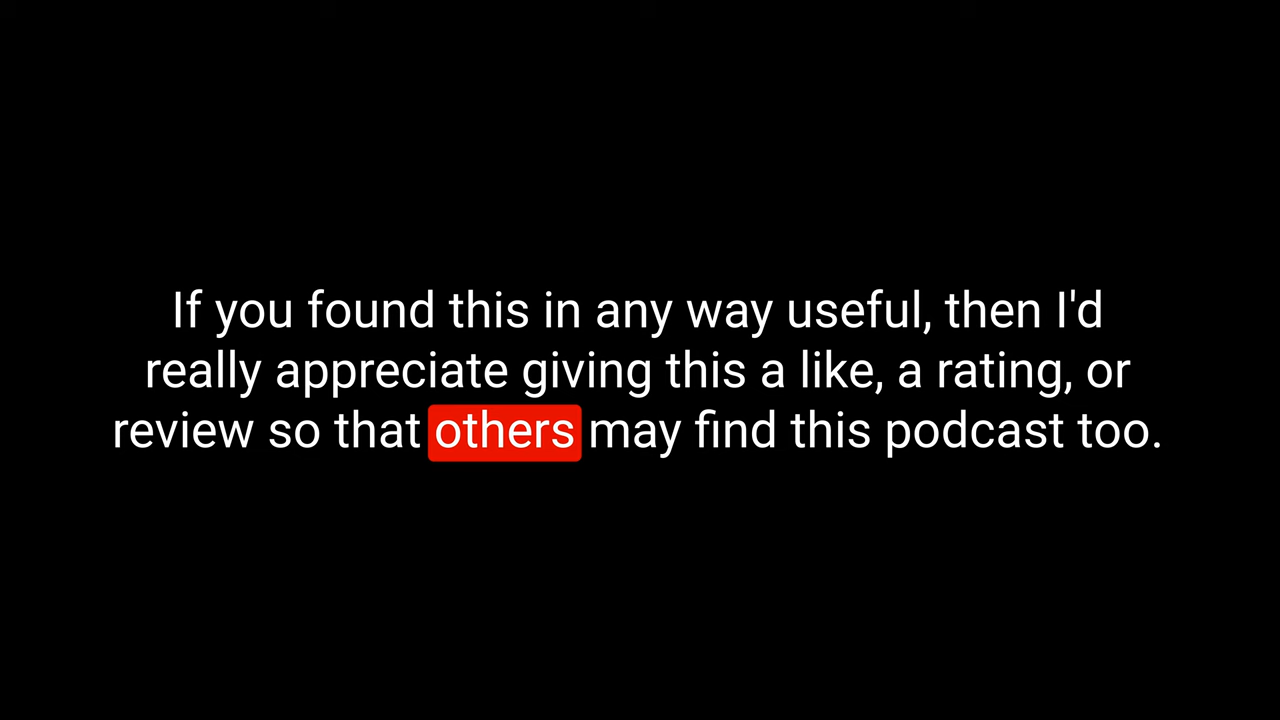 If you found this in any way useful, then I'd
really appreciate giving this a like, a rating, or
review so that others may find this podcast too.